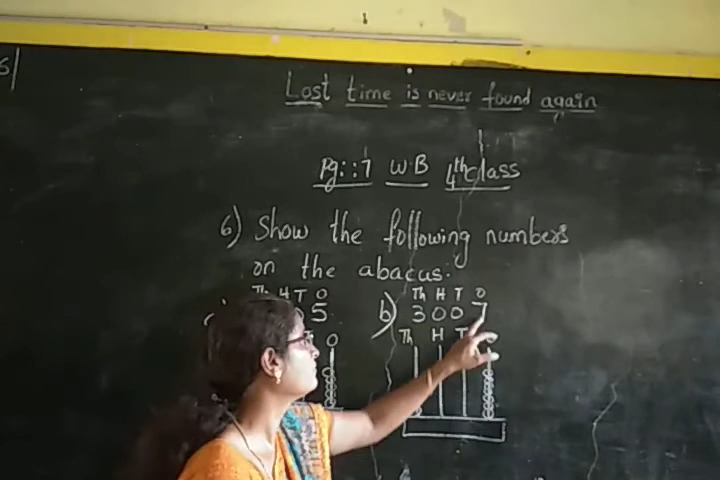 Lost time is never found again
Pg::7 W.B 4th class
6) Show the following numbers
on the abacus.
Th H T O
5
O
b) Th H T O
3 0 0 7
Th H T